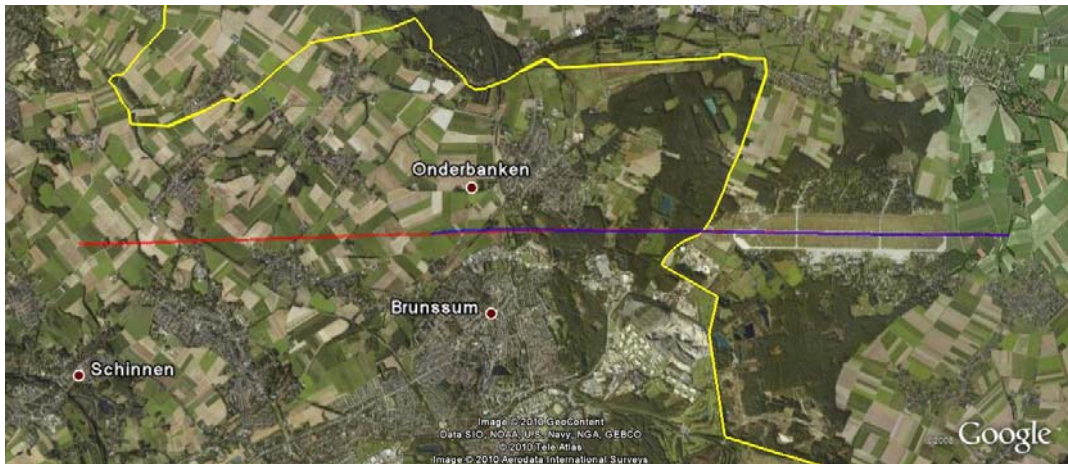 Onderbanken
Brunssum
Schinnen
Image © 2010 GeoContent
Data SIO, NOAA, U.S. Navy, NGA, GEBCO
© 2010 Tele Atlas
Image © 2010 Aerodata International Surveys
©2008 Google